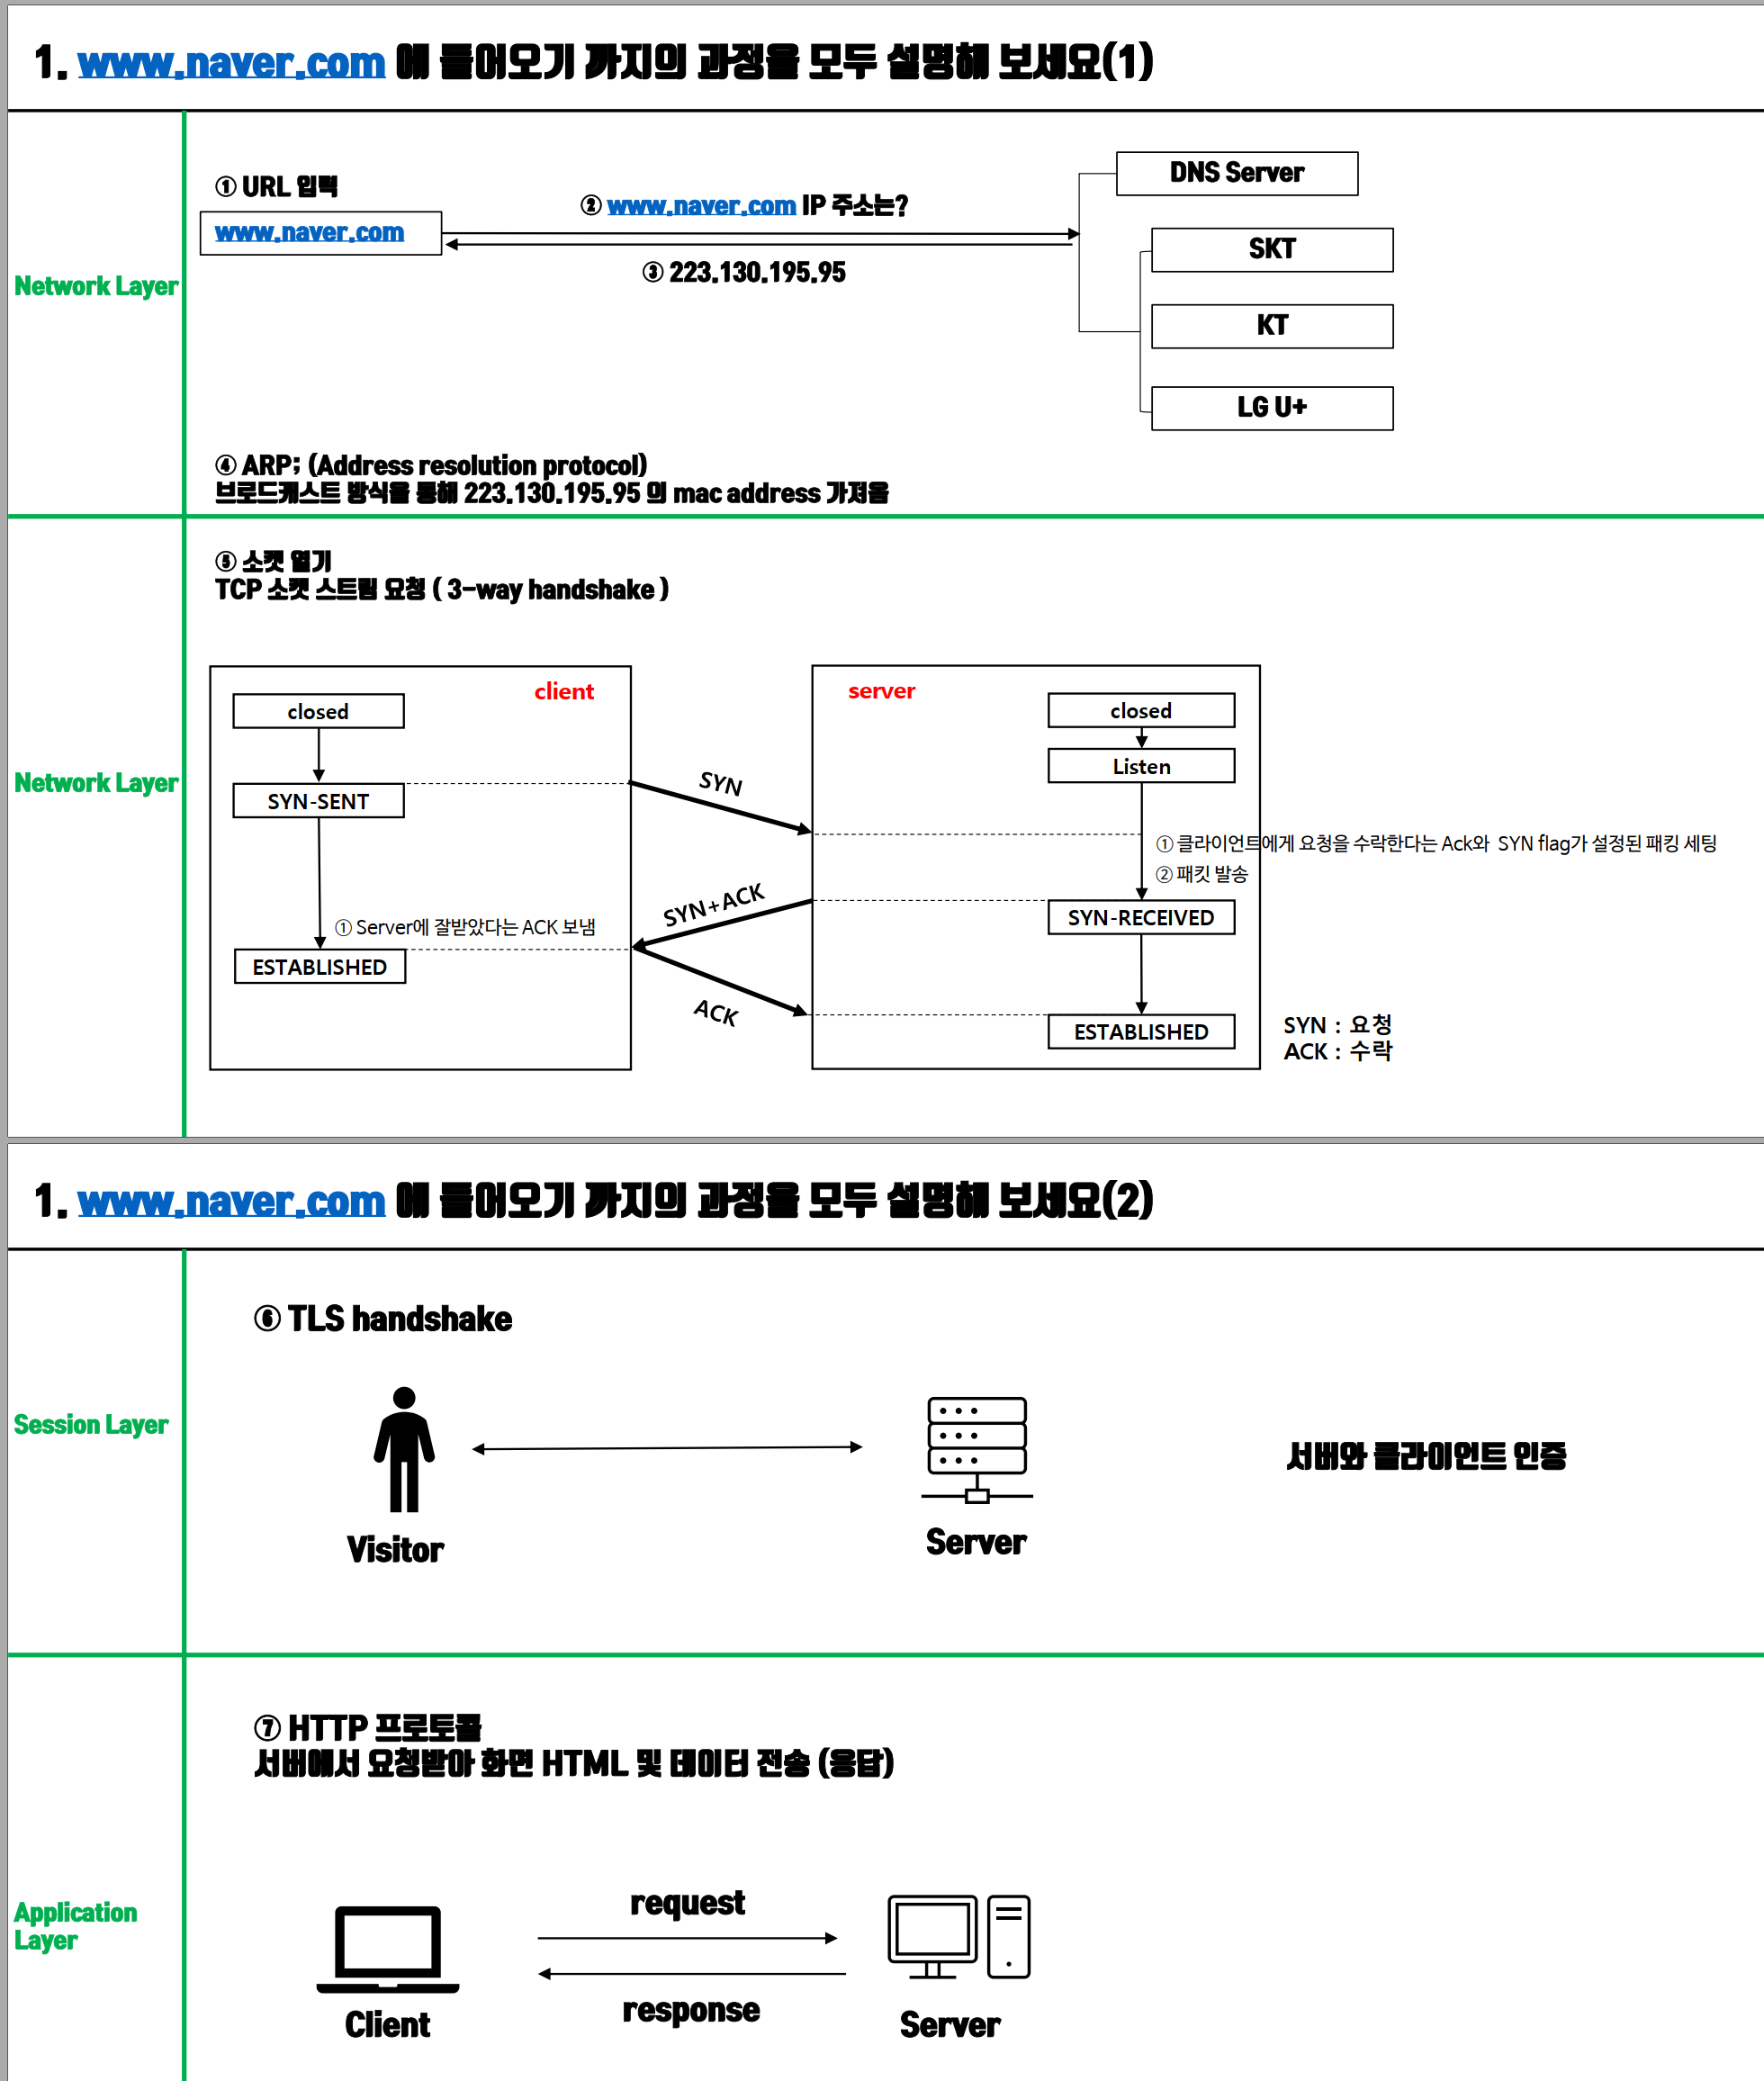 1. www.naver.com 에 들어오기 까지의 과정을 모두 설명해 보세요(1)
Network Layer
① URL 입력
www.naver.com
② www.naver.com IP 주소는?
③ 223.130.195.95
DNS Server
SKT
KT
LG U+
④ ARP; (Address resolution protocol)
브로드캐스트 방식을 통해 223.130.195.95 의 mac address 가져옴
Network Layer
⑤ 소켓 열기
TCP 소켓 스트림 요청 ( 3-way handshake )
client
closed
SYN-SENT
① Server에 잘받았다는 ACK 보냄
ESTABLISHED
SYN
SYN+ACK
ACK
server
closed
Listen
① 클라이언트에게 요청을 수락한다는 Ack와 SYN flag가 설정된 패킹 세팅
② 패킷 발송
SYN-RECEIVED
ESTABLISHED
SYN : 요청
ACK : 수락
1. www.naver.com 에 들어오기 까지의 과정을 모두 설명해 보세요(2)
Session Layer
⑥ TLS handshake
Visitor
Server
서버와 클라이언트 인증
Application
Layer
⑦ HTTP 프로토콜
서버에서 요청받아 화면 HTML 및 데이터 전송 (응답)
request
response
Client
Server